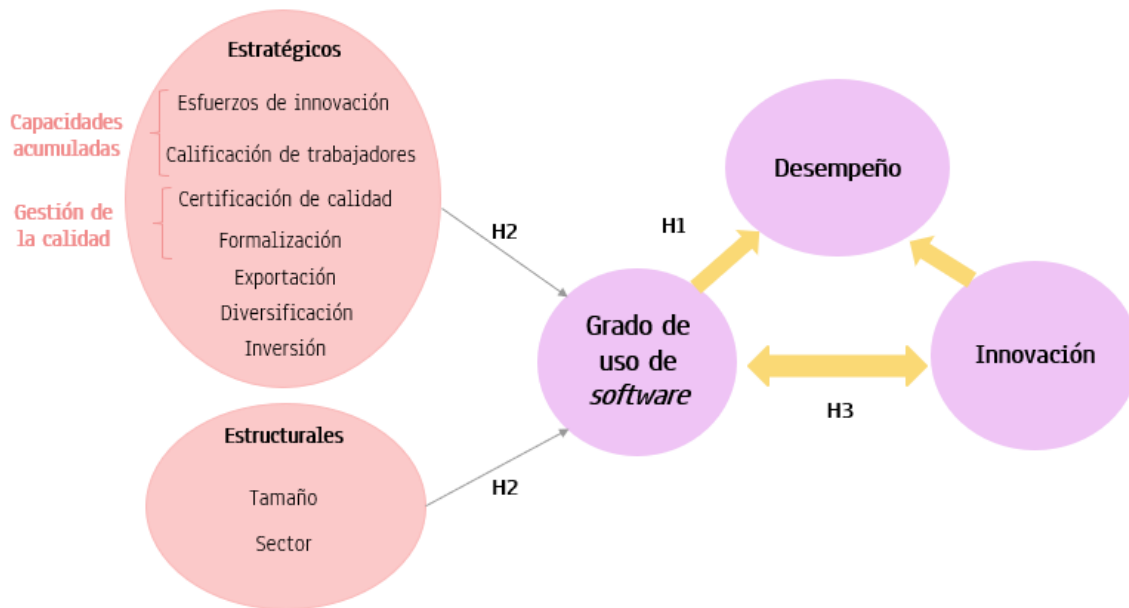 Estratégicos
Esfuerzos de innovación
Capacidades
acumuladas
Calificación de trabajadores
Certificación de calidad
Gestión de
la calidad
Formalización
Exportación
Diversificación
Inversión
H2
Estructurales
Tamaño
Sector
H2
Grado de
uso de
software
H1
Desempeño
H3
Innovación